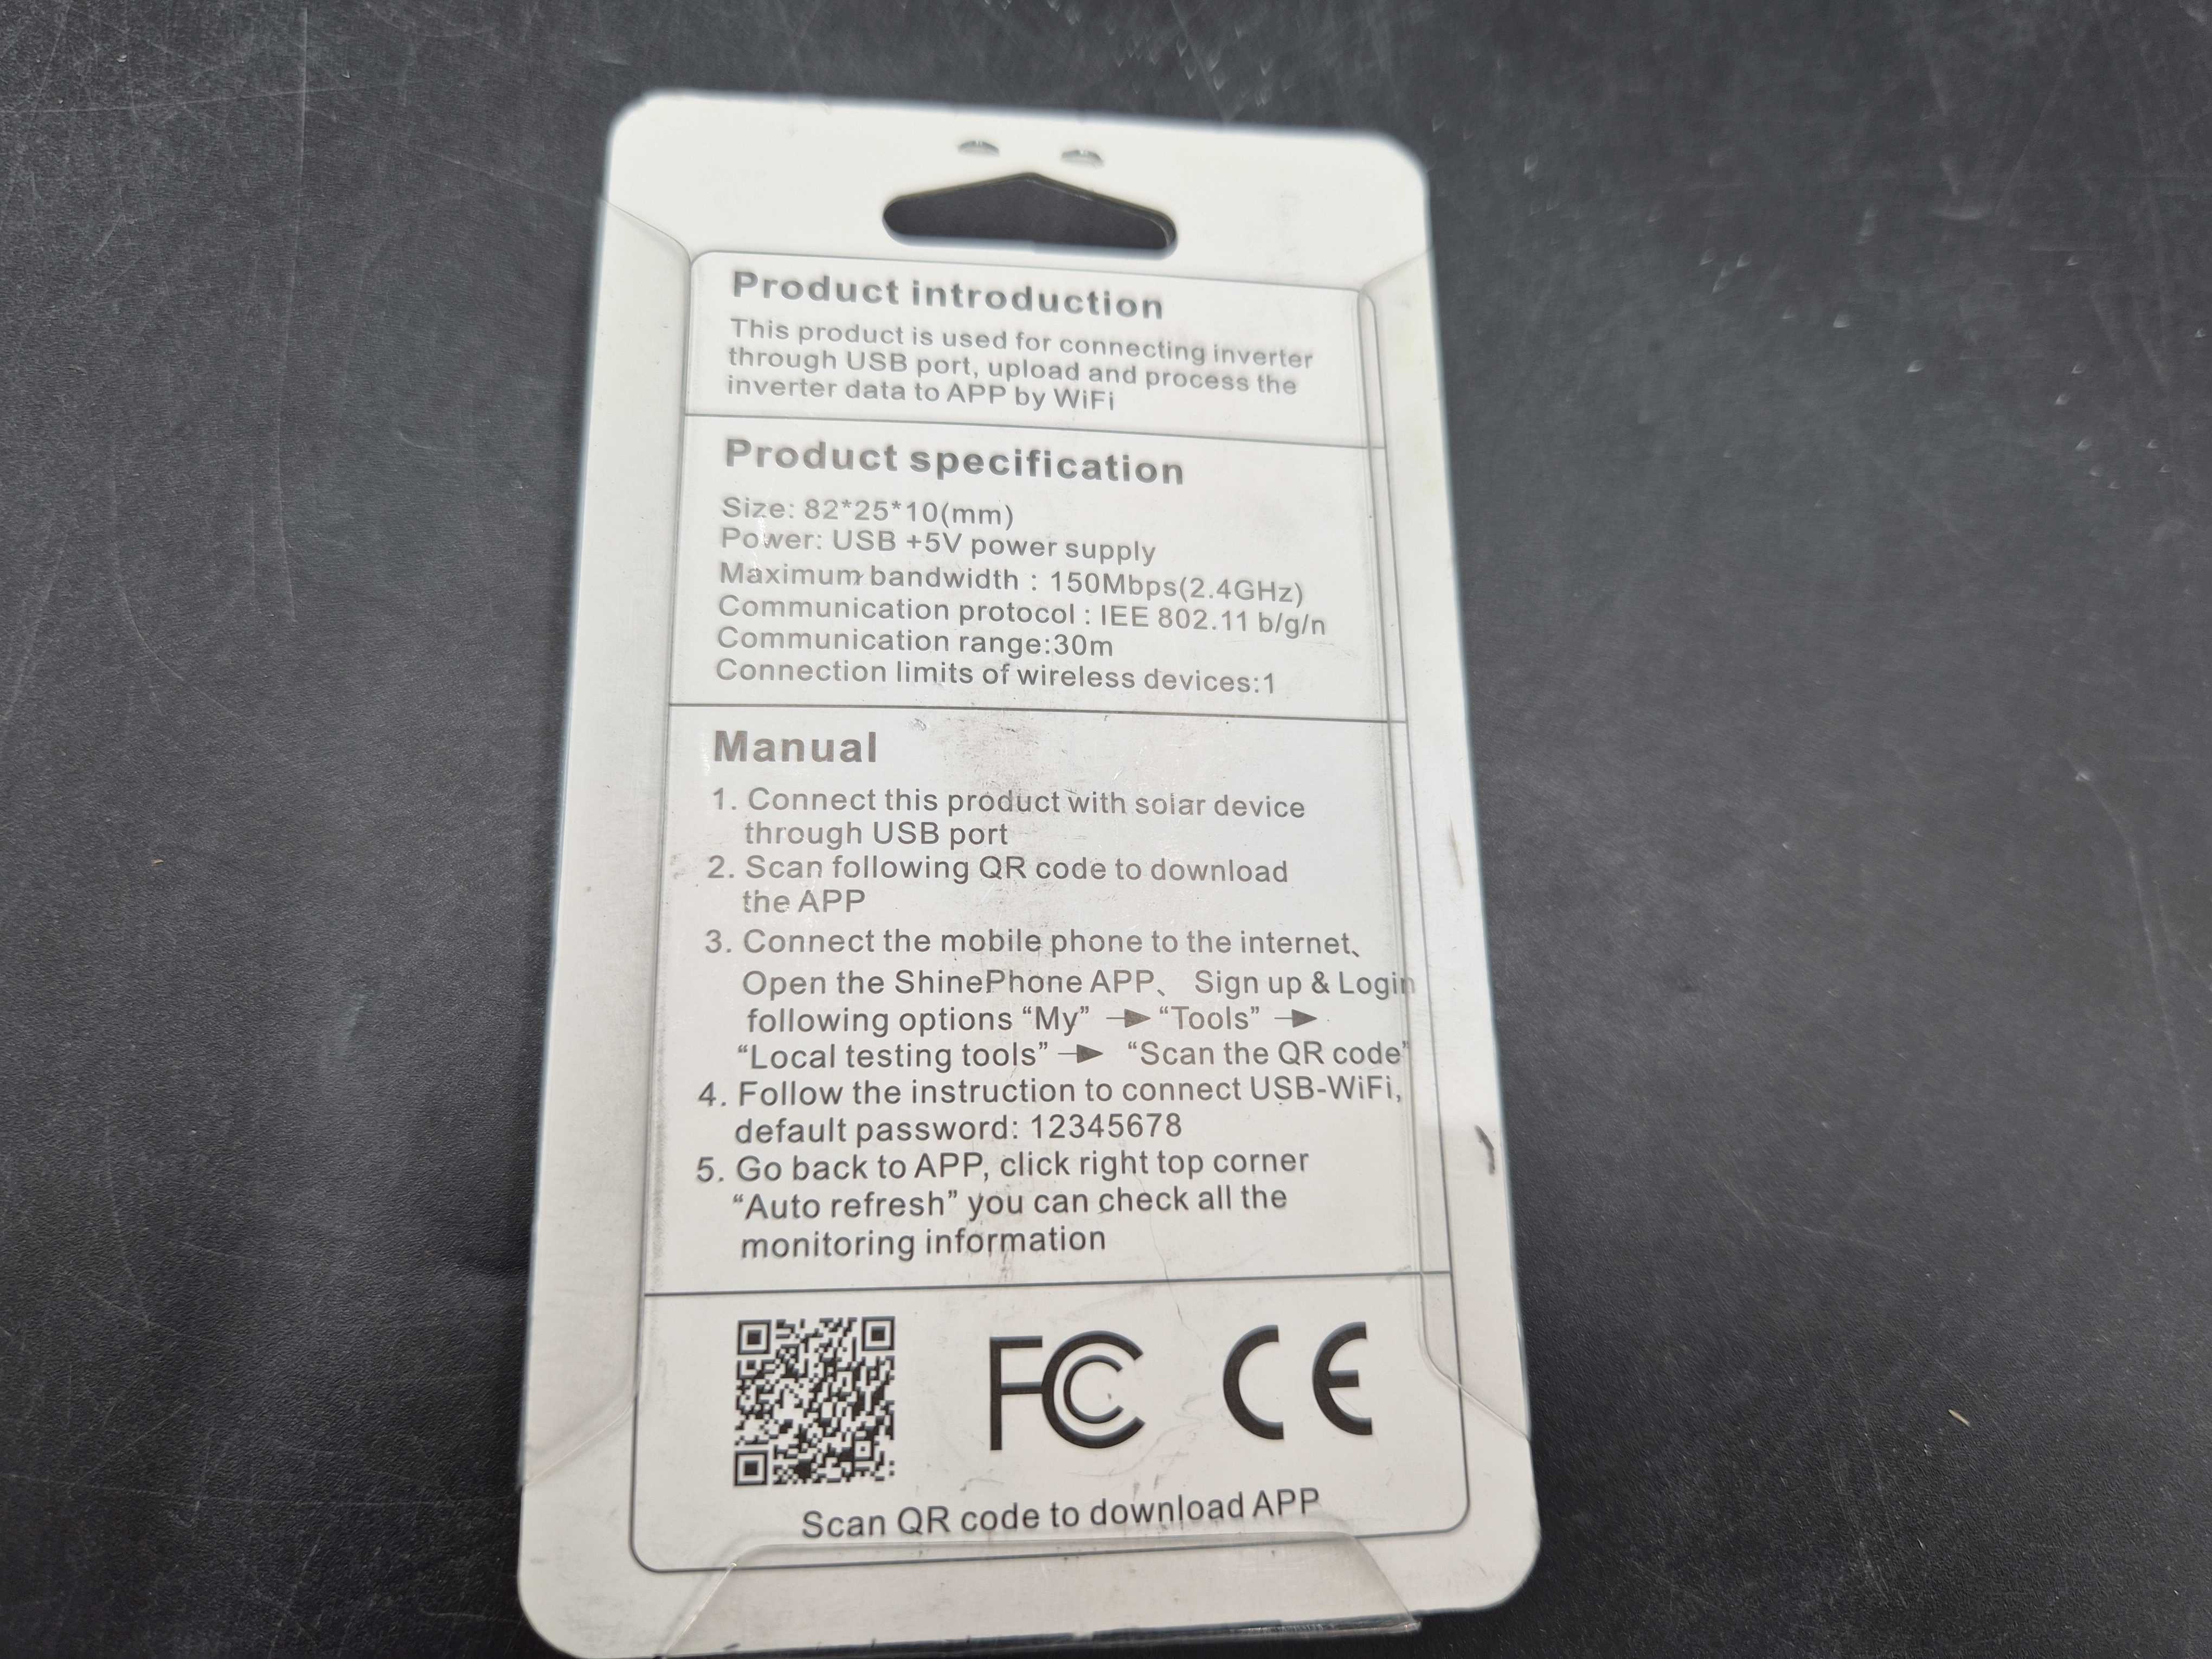 Product introduction
This product is used for connecting inverter
through USB port, upload and process the
inverter data to APP by WiFi
Product specification
Size: 82*25*10(mm)
Power: USB +5V power supply
Maximum bandwidth : 150Mbps(2.4GHz)
Communication protocol : IEE 802.11 b/g/n
Communication range:30m
Connection limits of wireless devices:1
Manual
1. Connect this product with solar device
through USB port
2. Scan following QR code to download
the APP
3. Connect the mobile phone to the internet、
Open the ShinePhone APP、 Sign up & Login
following options “My” → “Tools” →
“Local testing tools” → “Scan the QR code”
4. Follow the instruction to connect USB-WiFi,
default password: 12345678
5. Go back to APP, click right top corner
“Auto refresh” you can check all the
monitoring information
FC CE
Scan QR code to download APP